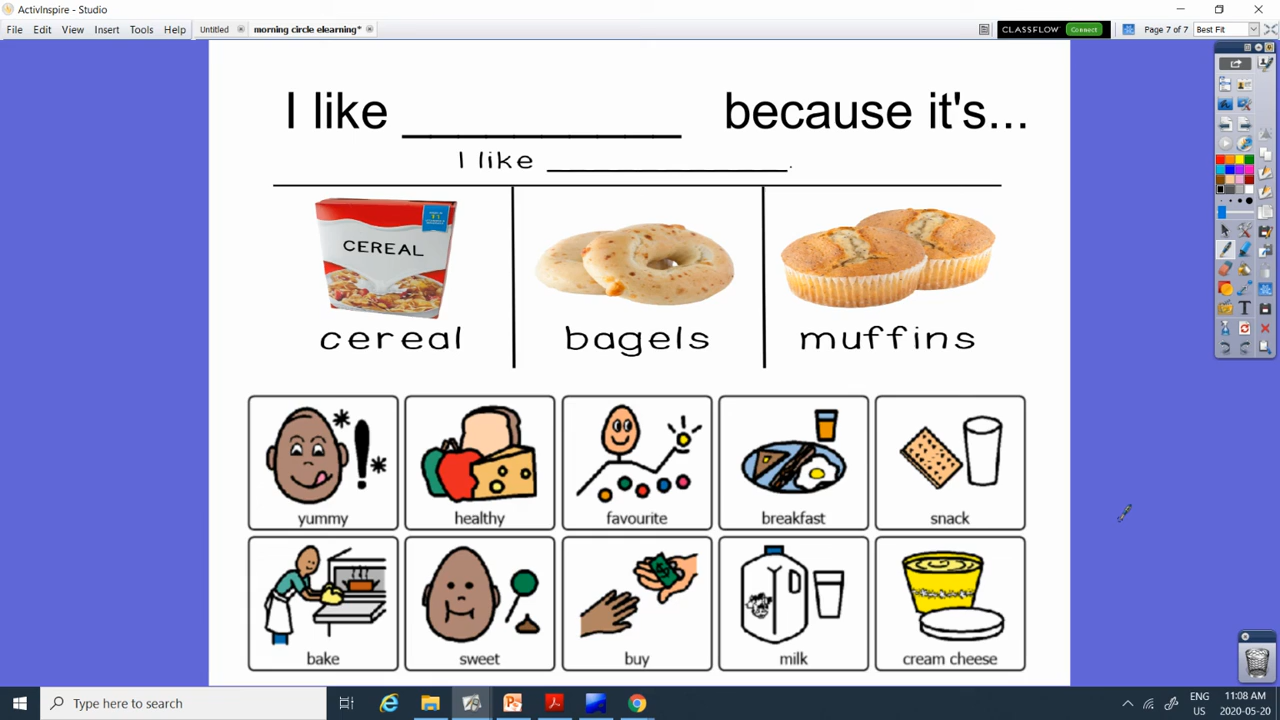 ActivInspire - Studio
File Edit View Insert Tools Help
Untitled morning circle elearning*
CLASSFLOW Connect Page 7 of 7 Best Fit
I like ____________ because it's...
I like ____________.
CEREAL
cereal bagels muffins
yummy healthy favourite breakfast snack
bake sweet buy milk cream cheese
Type here to search
ENG 11:08 AM
US 2020-05-20